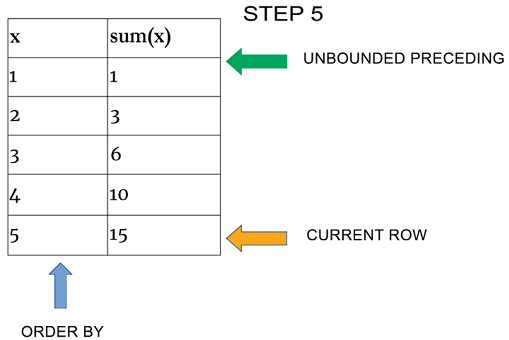 STEP 5
x sum(x)
UNBOUNDED PRECEDING
1 1
2 3
3 6
4 10
5 15
CURRENT ROW
ORDER BY